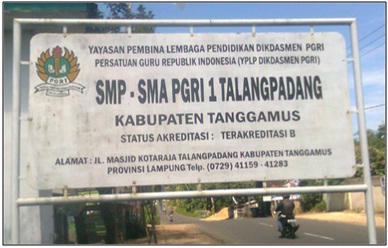 YAYASAN PEMBINA LEMBAGA PENDIDIKAN DIKDASMEN PGRI
PERSATUAN GURU REPUBLIK INDONESIA (YPLP DIKDASMEN PGRI)
PGRI
SMP - SMA PGRI 1 TALANGPADANG
KABUPATEN TANGGAMUS
STATUS AKREDITASI : TERAKREDITASI B
ALAMAT : JL. MASJID KOTARAJA TALANGPADANG KABUPATEN TANGGAMUS
PROVINSI LAMPUNG Telp. (0729) 41159 - 41283